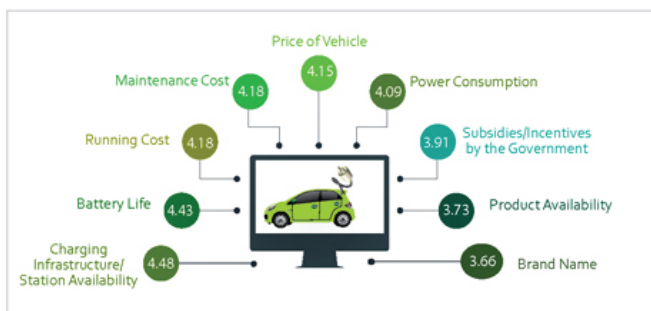 Price of Vehicle
4.15
Maintenance Cost
4.18
Power Consumption
4.09
Running Cost
4.18
Subsidies/Incentives
by the Government
3.91
Battery Life
4.43
Product Availability
3.73
Charging
Infrastructure/
Station Availability
4.48
Brand Name
3.66